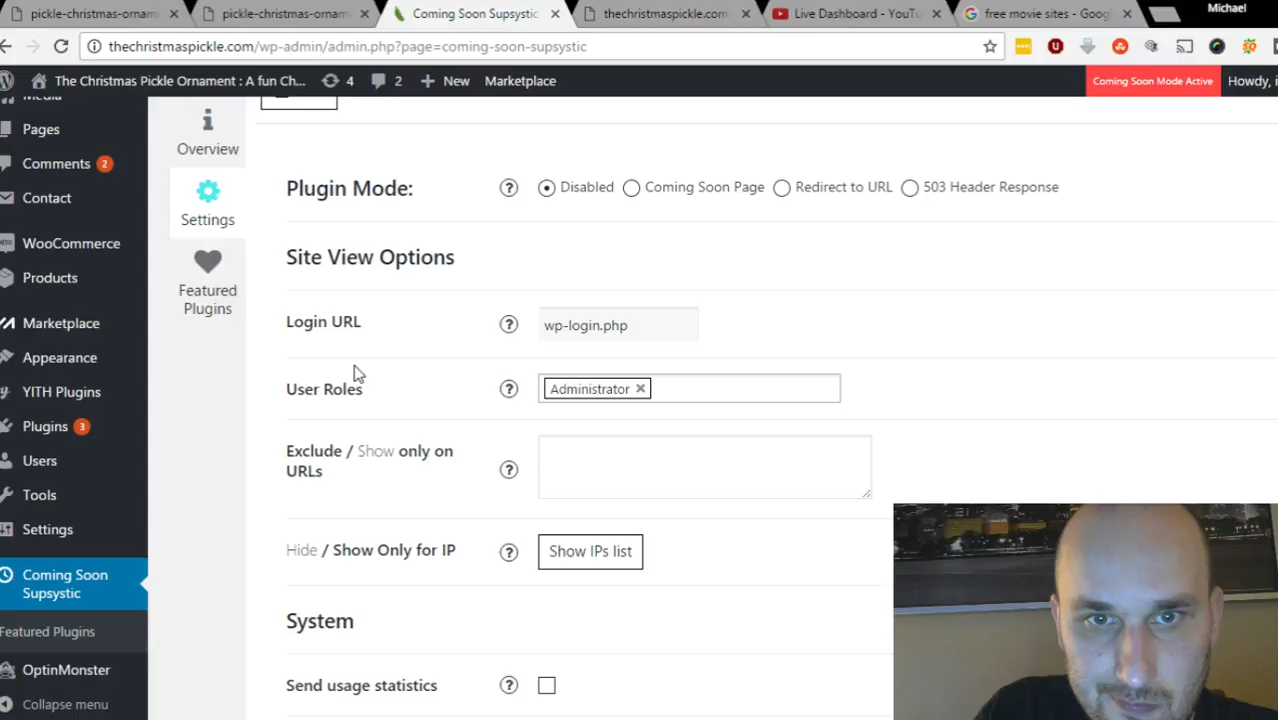 pickle-christmas-ornam
pickle-christmas-ornam
Coming Soon Supsystic
thechristmaspickle.com/
Live Dashboard - YouTu
free movie sites - Goog
Michael
thechristmaspickle.com/wp-admin/admin.php?page=coming-soon-supsystic
The Christmas Pickle Ornament : A fun Ch...
4
2
New
Marketplace
Coming Soon Mode Active
Howdy, i
Media
Pages
Comments 2
Contact
WooCommerce
Products
Marketplace
Appearance
YITH Plugins
Plugins 3
Users
Tools
Settings
Coming Soon
Supsystic
Featured Plugins
OptinMonster
Collapse menu
Overview
Settings
Featured
Plugins
Plugin Mode: ? Disabled Coming Soon Page Redirect to URL 503 Header Response
Site View Options
Login URL ? wp-login.php
User Roles ? Administrator ×
Exclude / Show only on
URLs ?
Hide / Show Only for IP ? Show IPs list
System
Send usage statistics ?